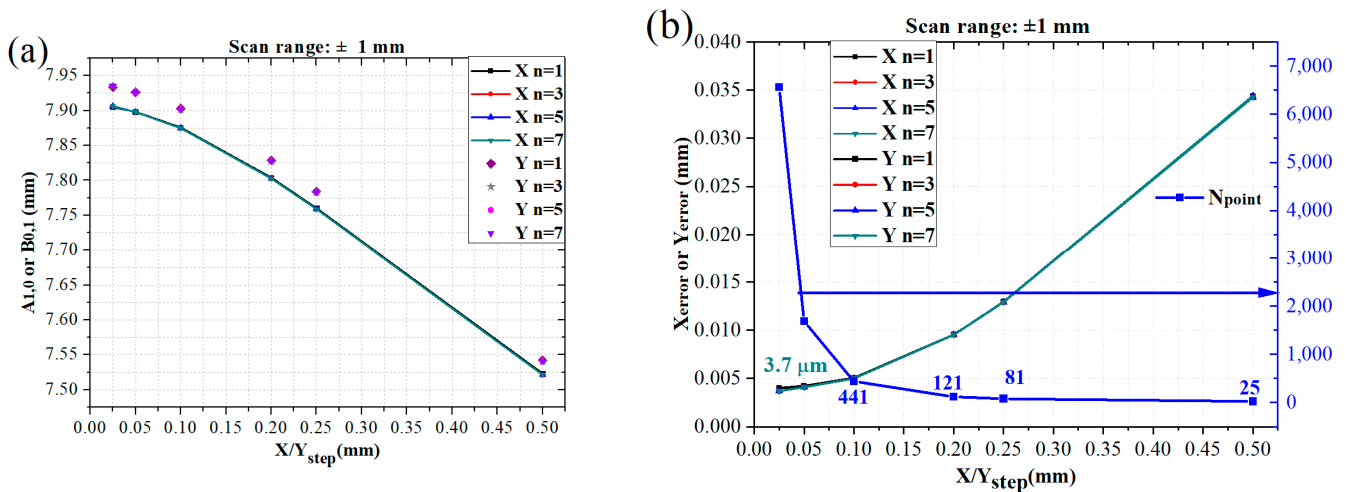 (a)
Scan range: ± 1 mm
A1,0 or B0,1 (mm)
7.95
7.90
7.85
7.80
7.75
7.70
7.65
7.60
7.55
7.50
X n=1
X n=3
X n=5
X n=7
Y n=1
Y n=3
Y n=5
Y n=7
0.00 0.05 0.10 0.15 0.20 0.25 0.30 0.35 0.40 0.45 0.50
X/Ystep(mm)
(b)
Scan range: ±1 mm
Xerror or Yerror (mm)
0.040
0.035
0.030
0.025
0.020
0.015
0.010
0.005
0.000
X n=1
X n=3
X n=5
X n=7
Y n=1
Y n=3
Y n=5
Y n=7
Npoint
3.7 μm
441
121
81
25
7,000
6,000
5,000
4,000
3,000
2,000
1,000
0
0.00 0.05 0.10 0.15 0.20 0.25 0.30 0.35 0.40 0.45 0.50
X/Ystep(mm)